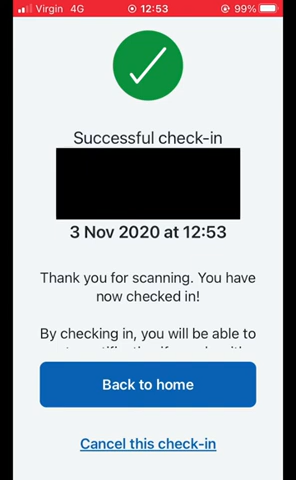 Virgin 4G 12:53 99%
Successful check-in
3 Nov 2020 at 12:53
Thank you for scanning. You have
now checked in!
By checking in, you will be able to
Back to home
Cancel this check-in